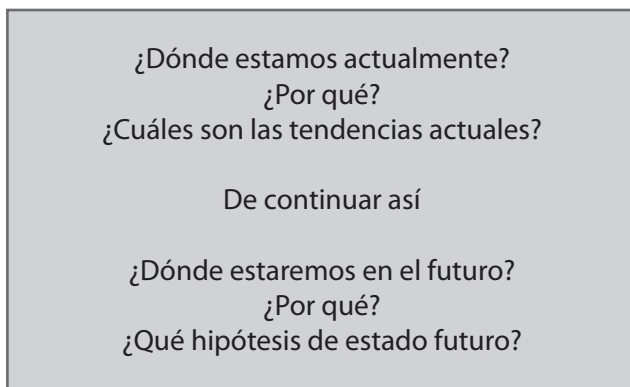 ¿Dónde estamos actualmente?
¿Por qué?
¿Cuáles son las tendencias actuales?
De continuar así
¿Dónde estaremos en el futuro?
¿Por qué?
¿Qué hipótesis de estado futuro?